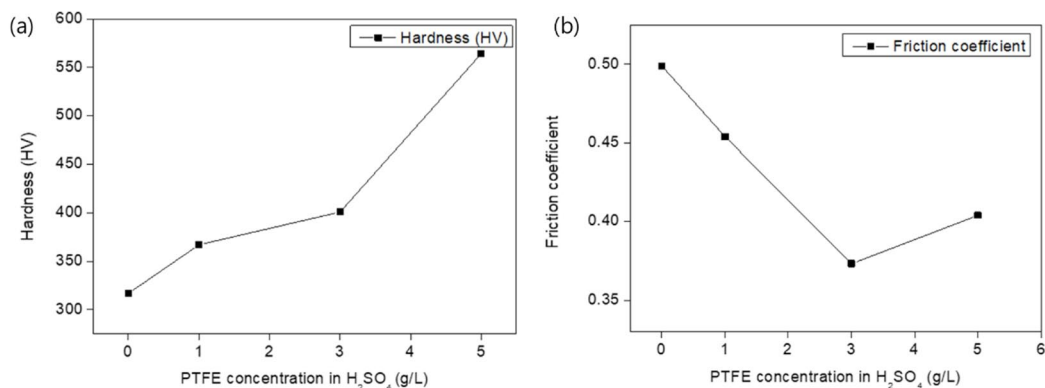 (a)
Hardness (HV)
600
550
500
450
400
350
300
Hardness (HV)
0 1 2 3 4 5
PTFE concentration in H₂SO₄ (g/L)
(b)
Friction coefficient
0.50
0.45
0.40
0.35
Friction coefficient
0 1 2 3 4 5 6
PTFE concentration in H₂SO₄ (g/L)